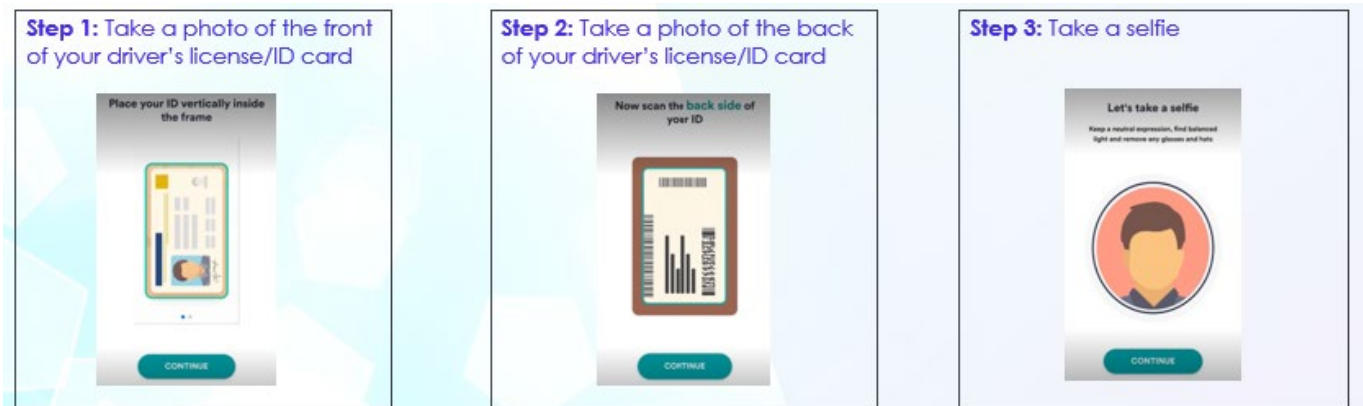 Step 1: Take a photo of the front
of your driver's license/ID card
Place your ID vertically inside
the frame
CONTINUE
Step 2: Take a photo of the back
of your driver's license/ID card
Now scan the back side of
your ID
CONTINUE
Step 3: Take a selfie
Let's take a selfie
Keep a neutral expression, find balanced
light and remove any glasses and hats
CONTINUE